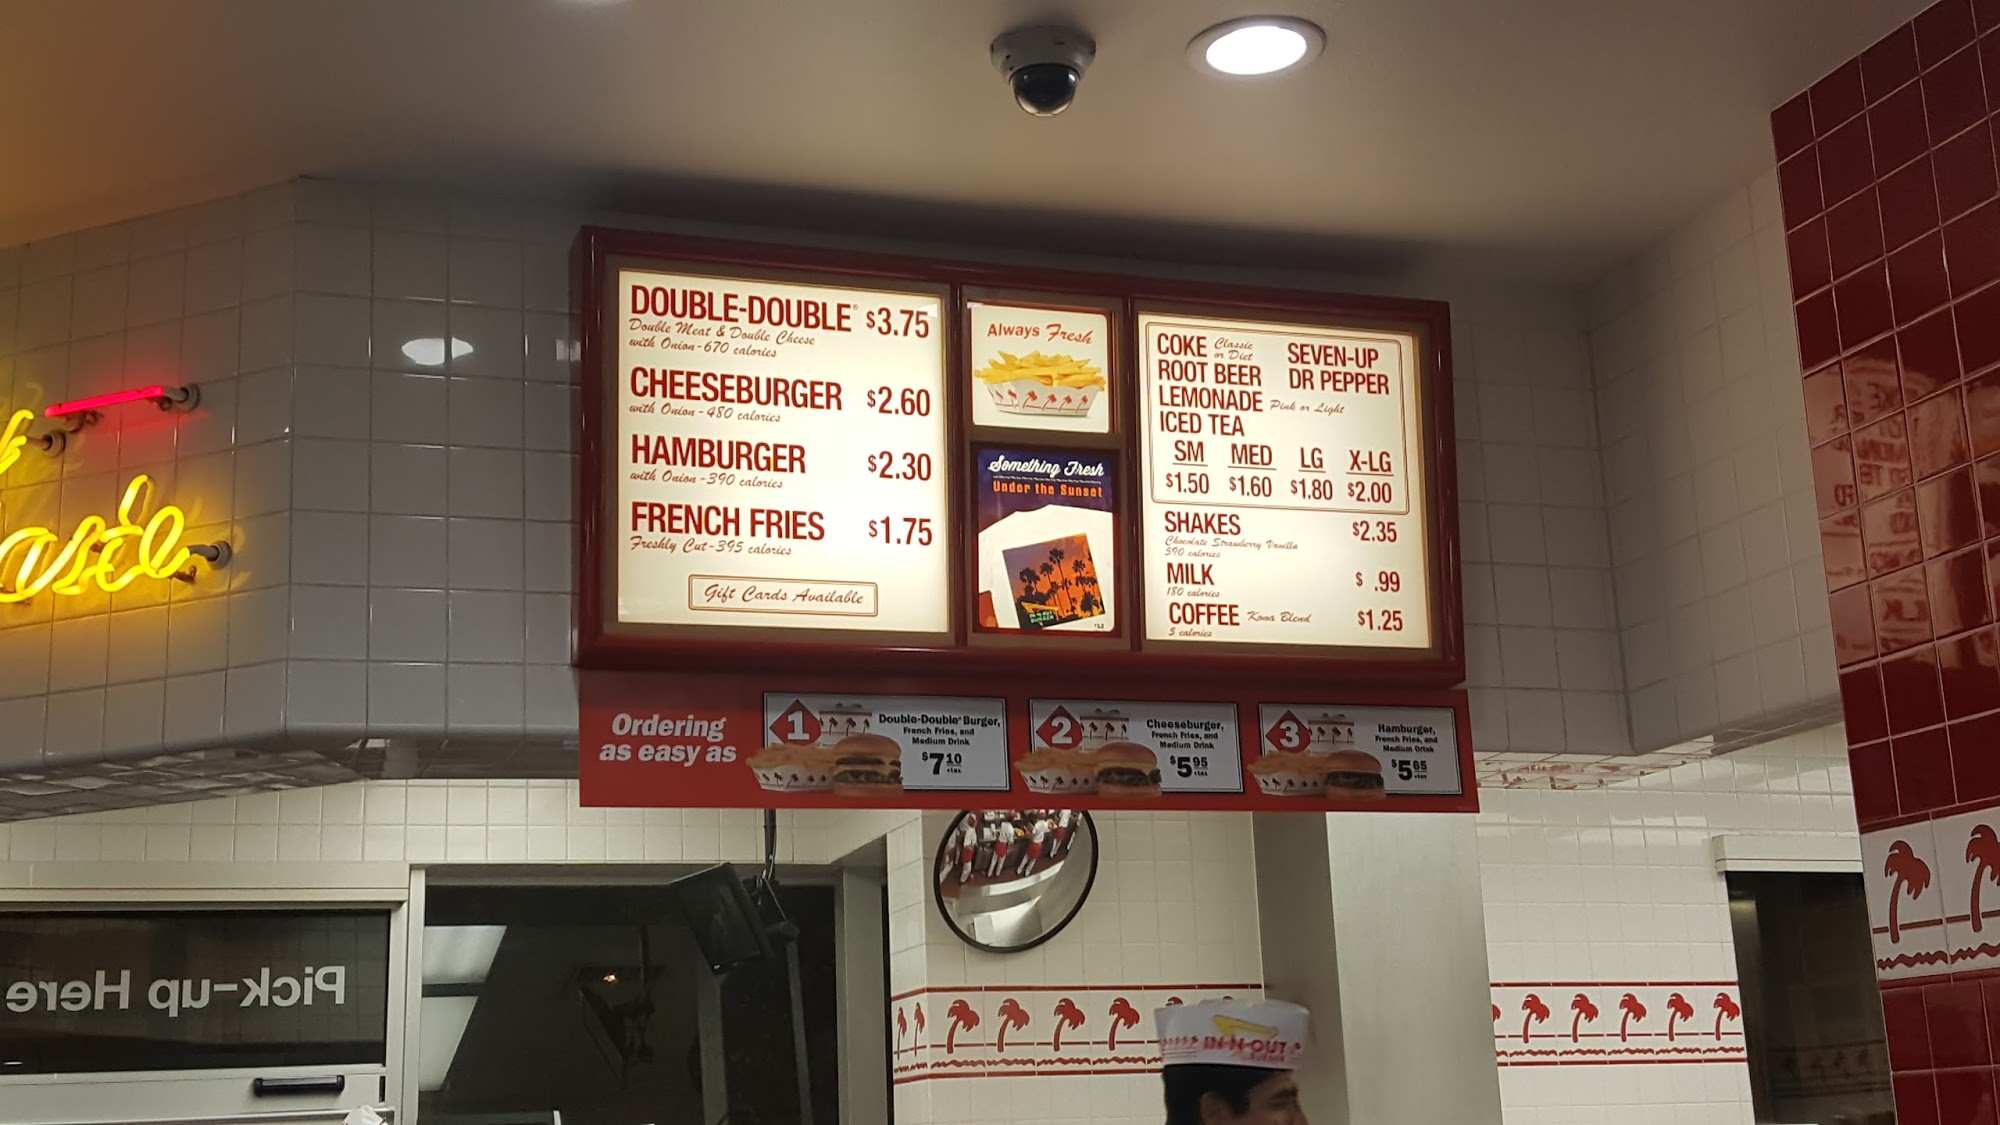 DOUBLE-DOUBLE® $3.75
Double Meat & Double Cheese
with Onion-670 calories
CHEESEBURGER $2.60
with Onion-480 calories
HAMBURGER $2.30
with Onion-390 calories
FRENCH FRIES $1.75
Freshly Cut-395 calories
Gift Cards Available
Always Fresh
Something Fresh
Under the Sunset
COKE Classic or Diet
ROOT BEER
LEMONADE Pink or Light
ICED TEA
SEVEN-UP
DR PEPPER
SM MED LG X-LG
$1.50 $1.60 $1.80 $2.00
SHAKES $2.35
Chocolate Strawberry Vanilla
590 calories
MILK $ .99
180 calories
COFFEE Kona Blend $1.25
5 calories
Ordering
as easy as
1
Double-Double® Burger,
French Fries, and
Medium Drink
$7 10
+tax
2
Cheeseburger,
French Fries, and
Medium Drink
$5 95
+tax
3
Hamburger,
French Fries, and
Medium Drink
$5 65
+tax
Pick-up Here
IN-N-OUT
BURGER